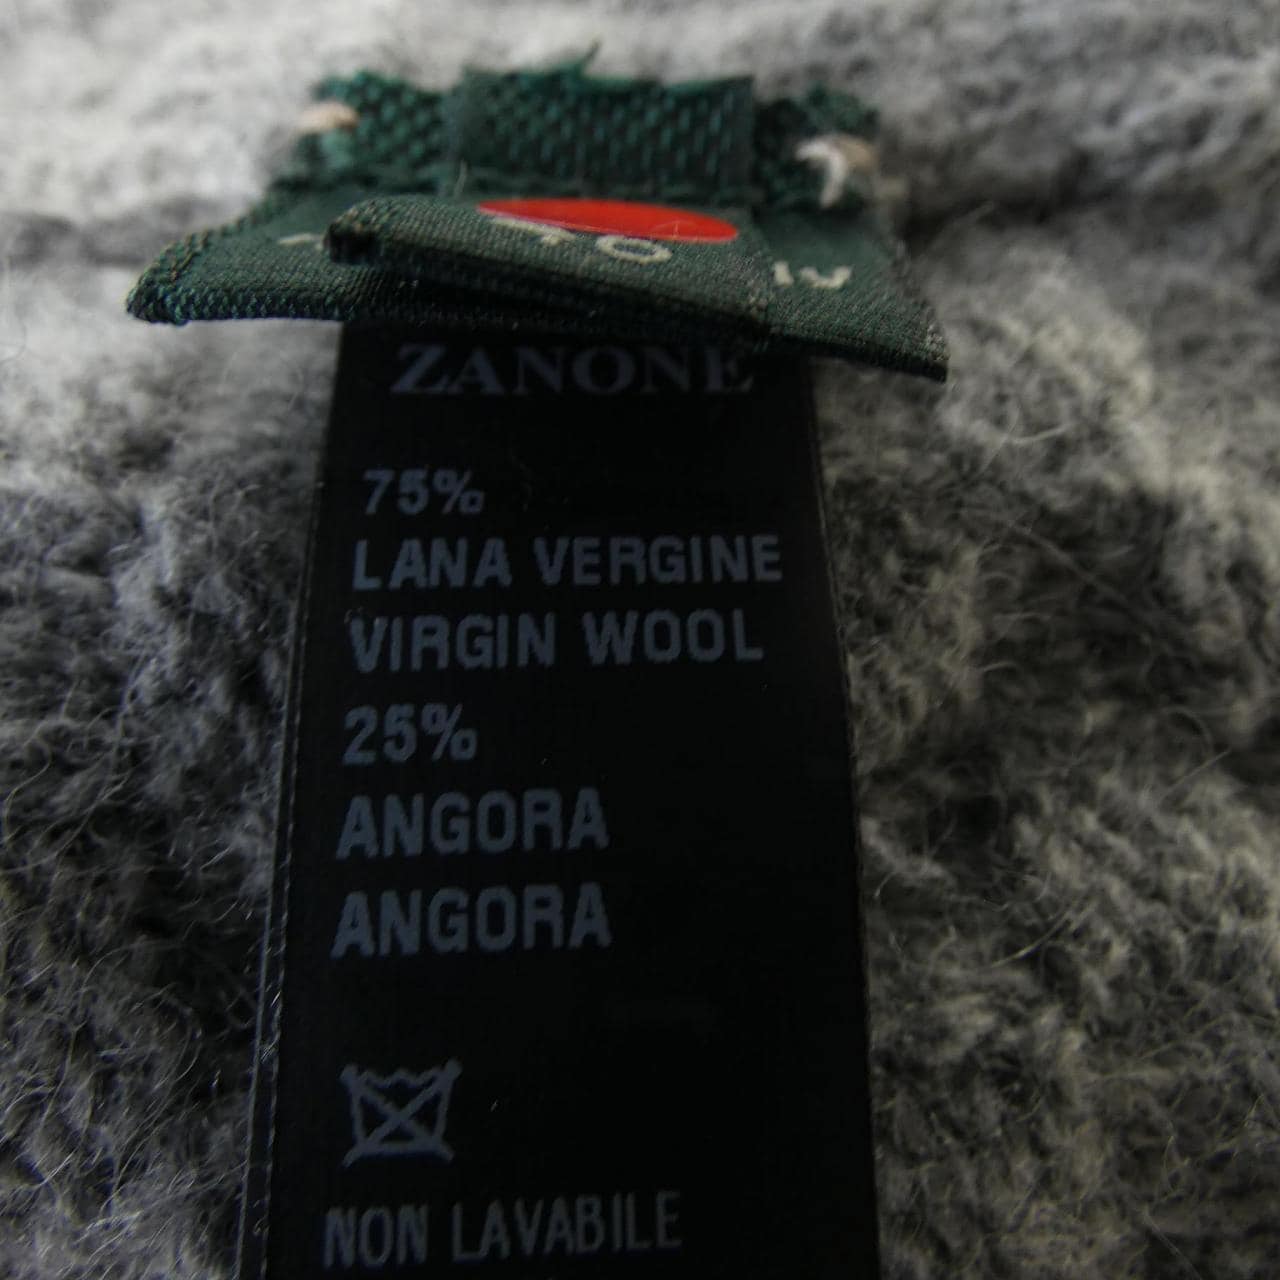 ZANONE
75%
LANA VERGINE
VIRGIN WOOL
25%
ANGORA
ANGORA
NON LAVABILE